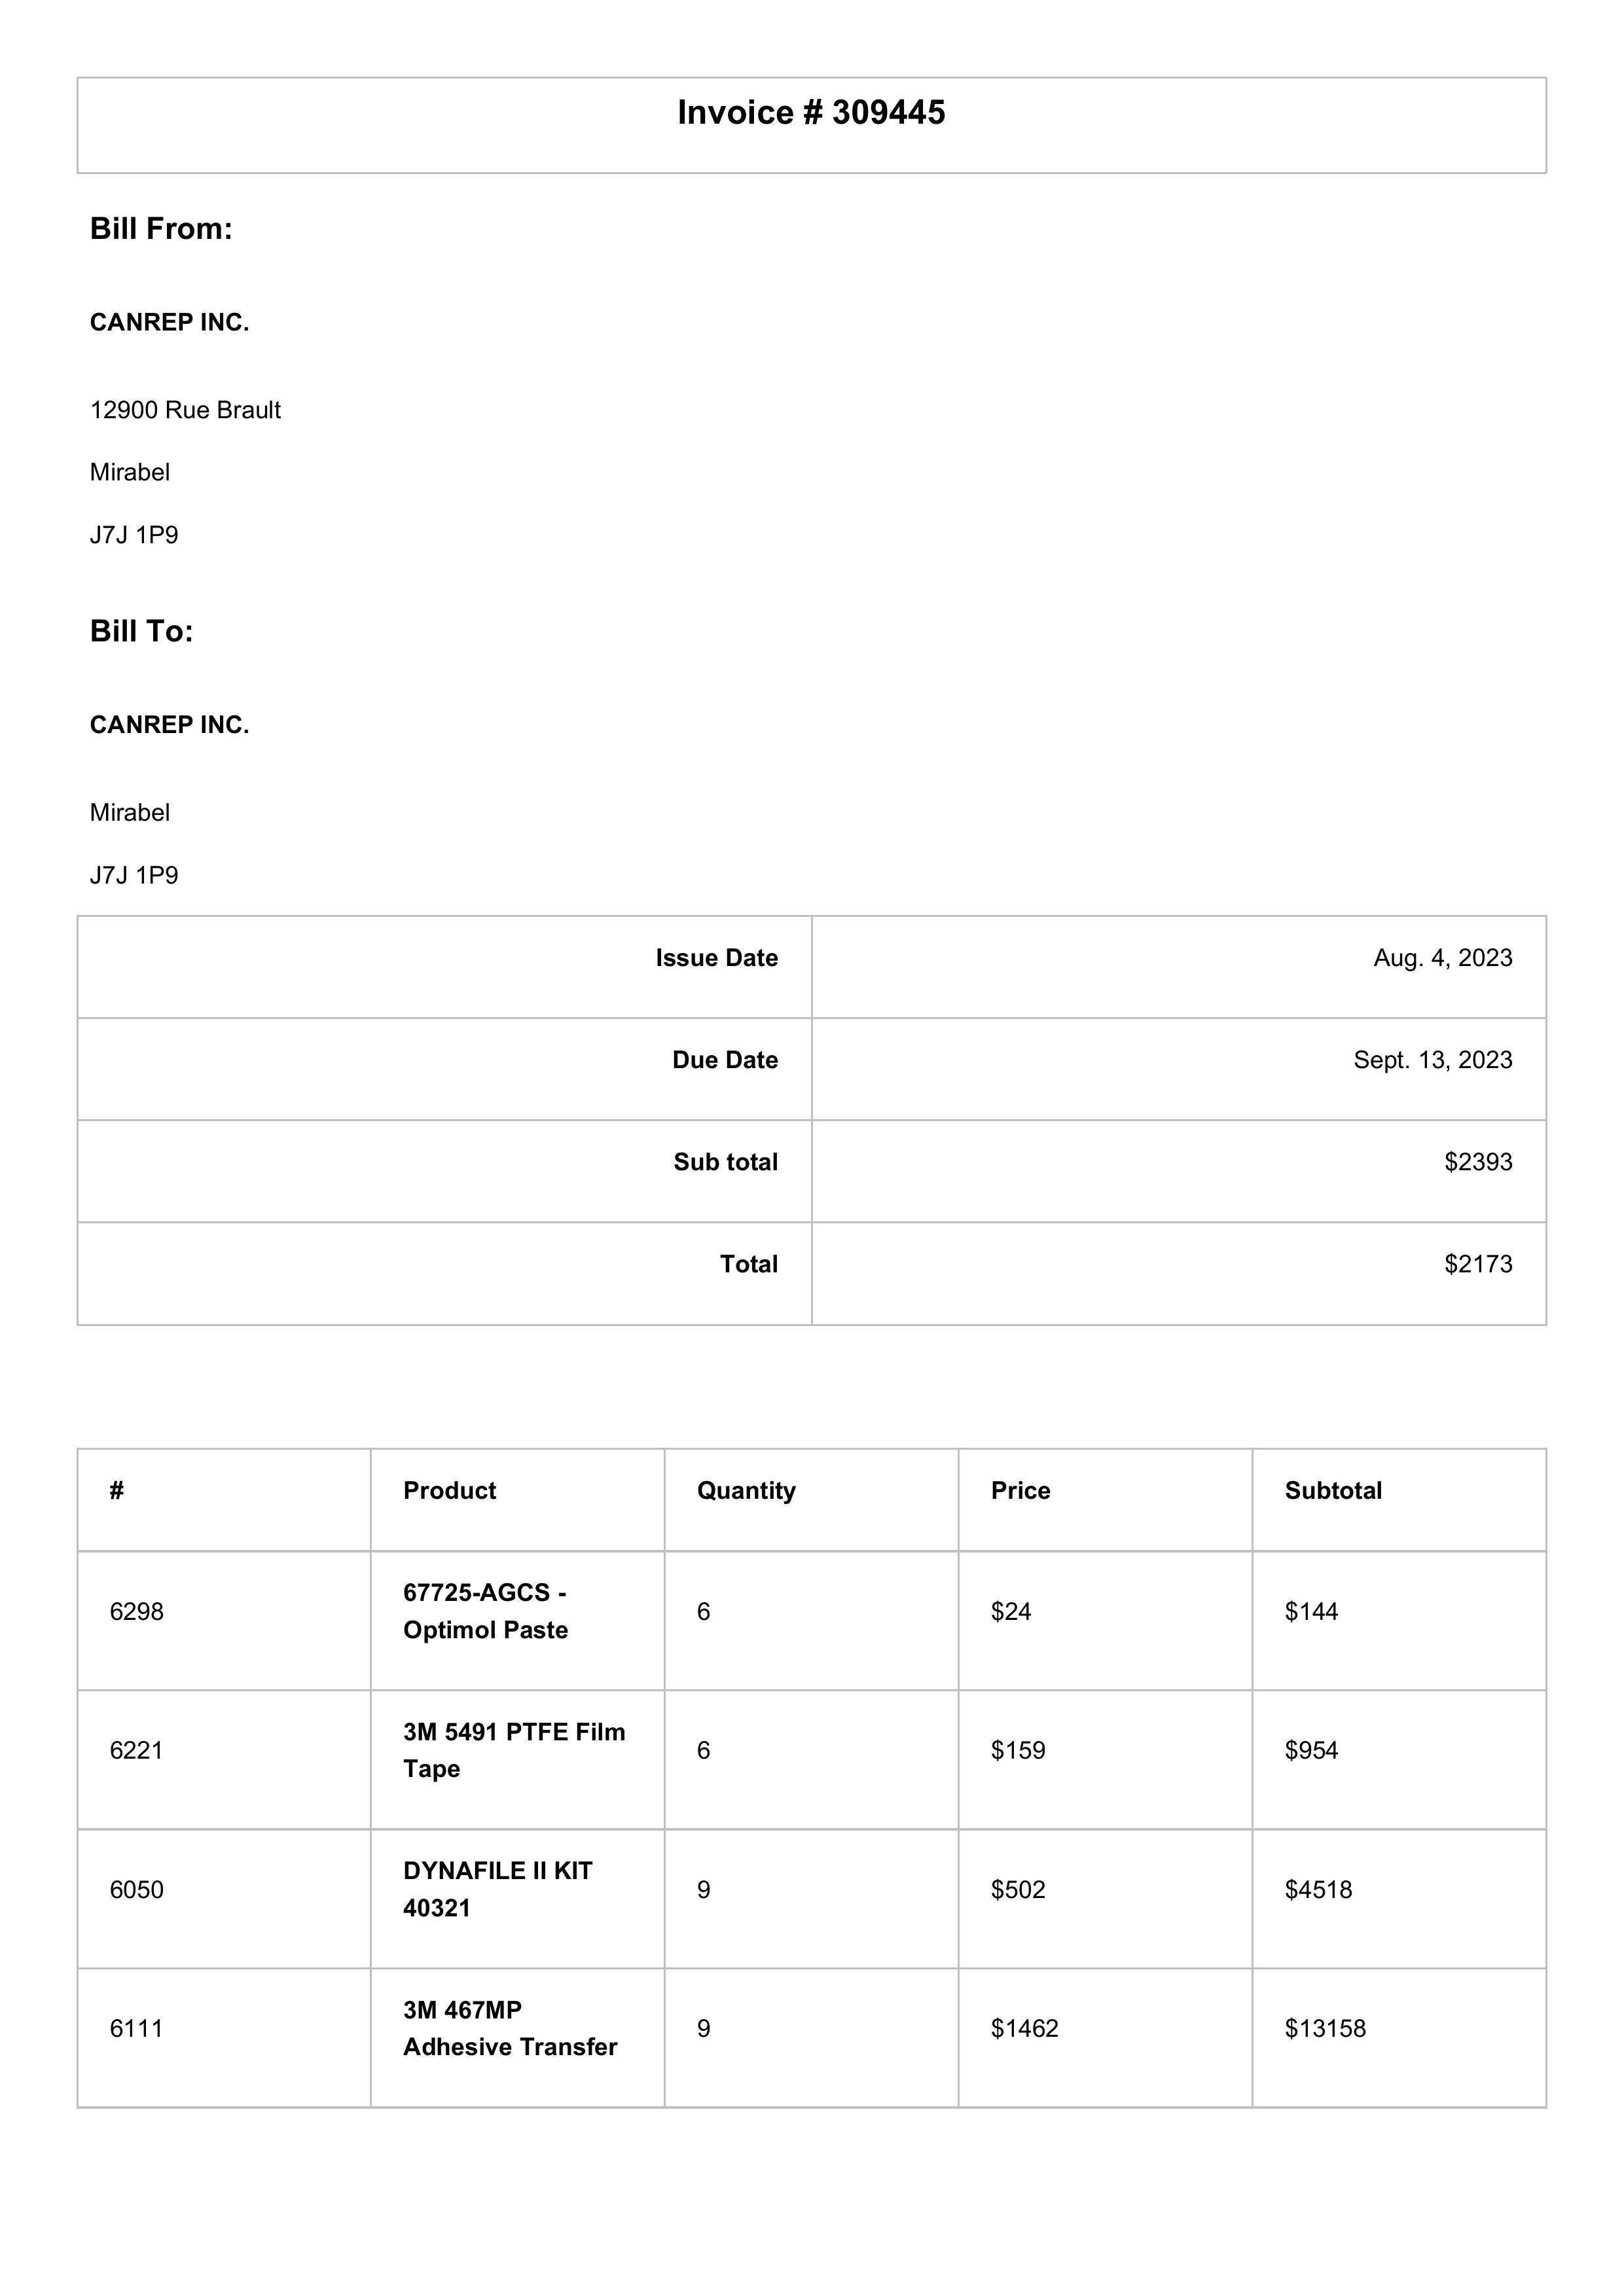 Invoice # 309445
Bill From:
CANREP INC.
12900 Rue Brault
Mirabel
J7J 1P9
Bill To:
CANREP INC.
Mirabel
J7J 1P9
Issue Date Aug. 4, 2023
Due Date Sept. 13, 2023
Sub total $2393
Total $2173
# Product Quantity Price Subtotal
67725-AGCS -
6298 6 $24 $144
Optimol Paste
3M 5491 PTFE Film
6221 6 $159 $954
Tape
DYNAFILE II KIT
6050 9 $502 $4518
40321
3M 467MP
6111 9 $1462 $13158
Adhesive Transfer